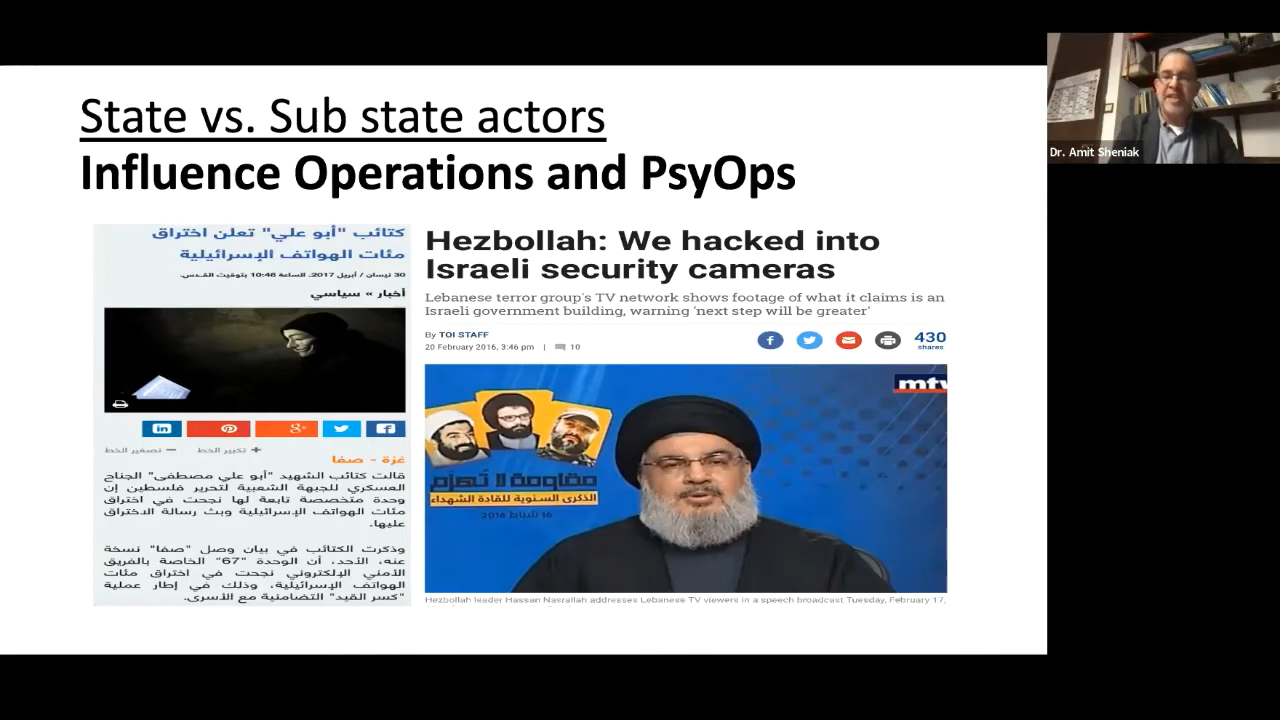 State vs. Sub state actors
Influence Operations and PsyOps
كتائب "أبو علي" تعلن اختراق
مئات الهواتف الإسرائيلية
30 نيسان / أبريل 2017. الساعة 10:46 بتوقيت القدس.
أخبار » سياسي
تكبير الخط
تصغير الخط
غزة - صفا
قالت كتائب الشهيد "أبو علي مصطفى" الجناح
العسكري للجبهة الشعبية لتحرير فلسطين إن
وحدة متخصصة تابعة لها نجحت في اختراق
مئات الهواتف الإسرائيلية وبث رسالة الاختراق
عليها.
وذكرت الكتائب في بيان وصل "صفا" نسخة
عنه، الأحد، أن الوحدة "67" الخاصة بالفريق
الأمني الإلكتروني نجحت في اختراق مئات
الهواتف الإسرائيلية، وذلك في إطار عملية
"كسر القيد" التضامنية مع الأسرى.
Hezbollah: We hacked into
Israeli security cameras
Lebanese terror group's TV network shows footage of what it claims is an
Israeli government building, warning 'next step will be greater'
By TOI STAFF
20 February 2016, 3:46 pm | 10
430
shares
mtv
مقاومة لا تُهزم
الذكرى السنوية للقادة الشهداء
16 شباط 2016
Hezbollah leader Hassan Nasrallah addresses Lebanese TV viewers in a speech broadcast Tuesday, February 17,
Dr. Amit Sheniak